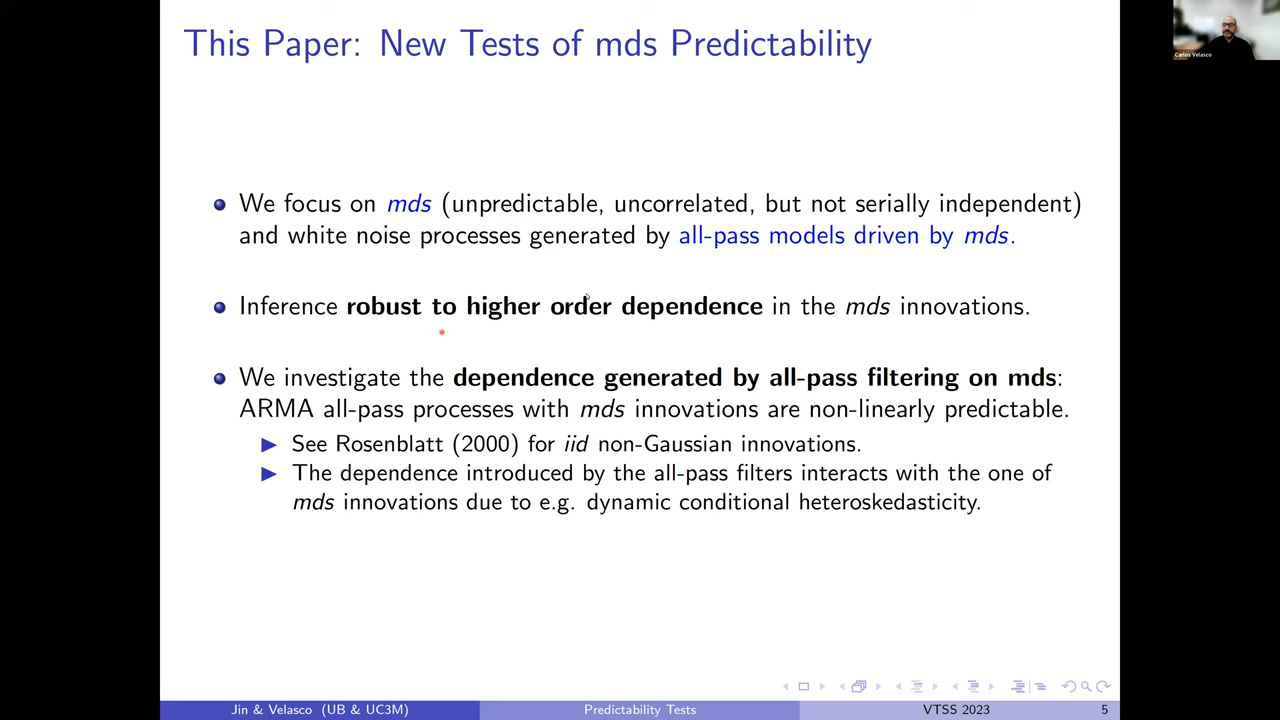 This Paper: New Tests of mds Predictability
Carlos Velasco
We focus on mds (unpredictable, uncorrelated, but not serially independent)
and white noise processes generated by all-pass models driven by mds.
Inference robust to higher order dependence in the mds innovations.
We investigate the dependence generated by all-pass filtering on mds:
ARMA all-pass processes with mds innovations are non-linearly predictable.
See Rosenblatt (2000) for iid non-Gaussian innovations.
The dependence introduced by the all-pass filters interacts with the one of
mds innovations due to e.g. dynamic conditional heteroskedasticity.
Jin & Velasco (UB & UC3M)
Predictability Tests
VTSS 2023
5